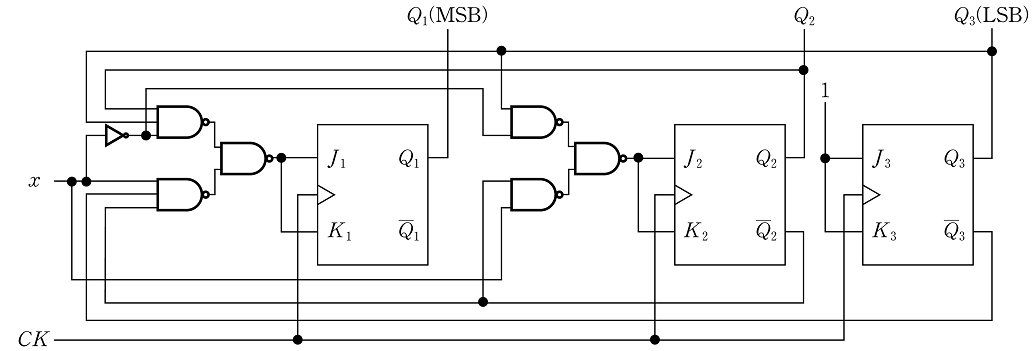 Q₁(MSB) Q₂ Q₃(LSB)
1
J₁ Q₁ J₂ Q₂ J₃ Q₃
x
K₁ Q̅₁ K₂ Q̅₂ K₃ Q̅₃
CK